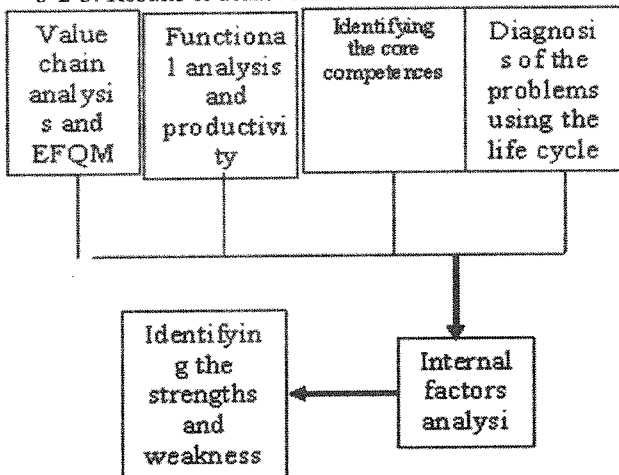 Value
chain
analysi
s and
EFQM
Functiona
l analysis
and
productivi
ty
Identifying
the core
competences
Diagnosi
s of the
problems
using the
life cycle
Identifyin
g the
strengths
and
weakness
Internal
factors
analysi